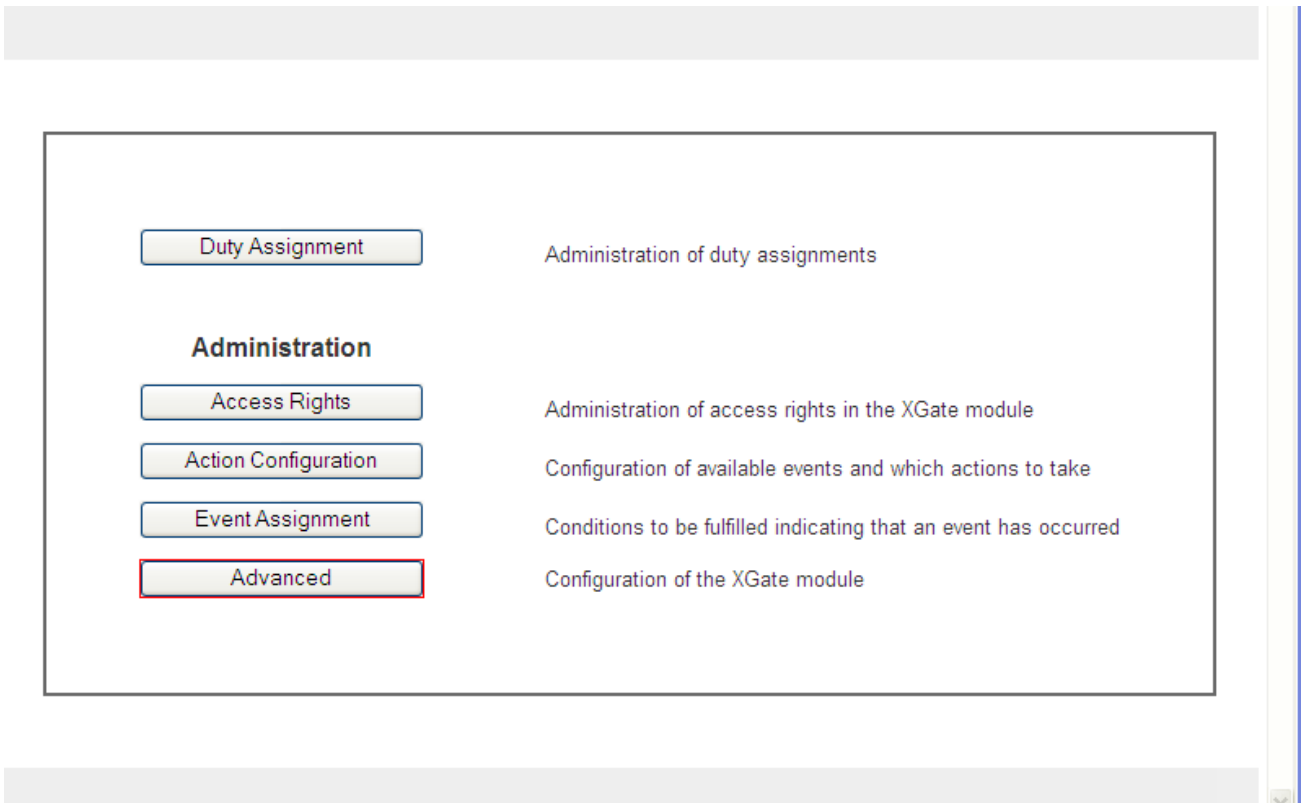 Duty Assignment
Administration of duty assignments
Administration
Access Rights
Administration of access rights in the XGate module
Action Configuration
Configuration of available events and which actions to take
Event Assignment
Conditions to be fulfilled indicating that an event has occurred
Advanced
Configuration of the XGate module